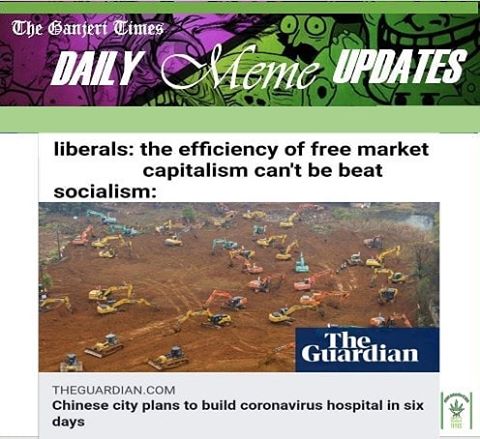 The Ganjeri Times
DAILY Meme UPDATES
liberals: the efficiency of free market
capitalism can't be beat
socialism:
The
Guardian
THEGUARDIAN.COM
Chinese city plans to build coronavirus hospital in six
days